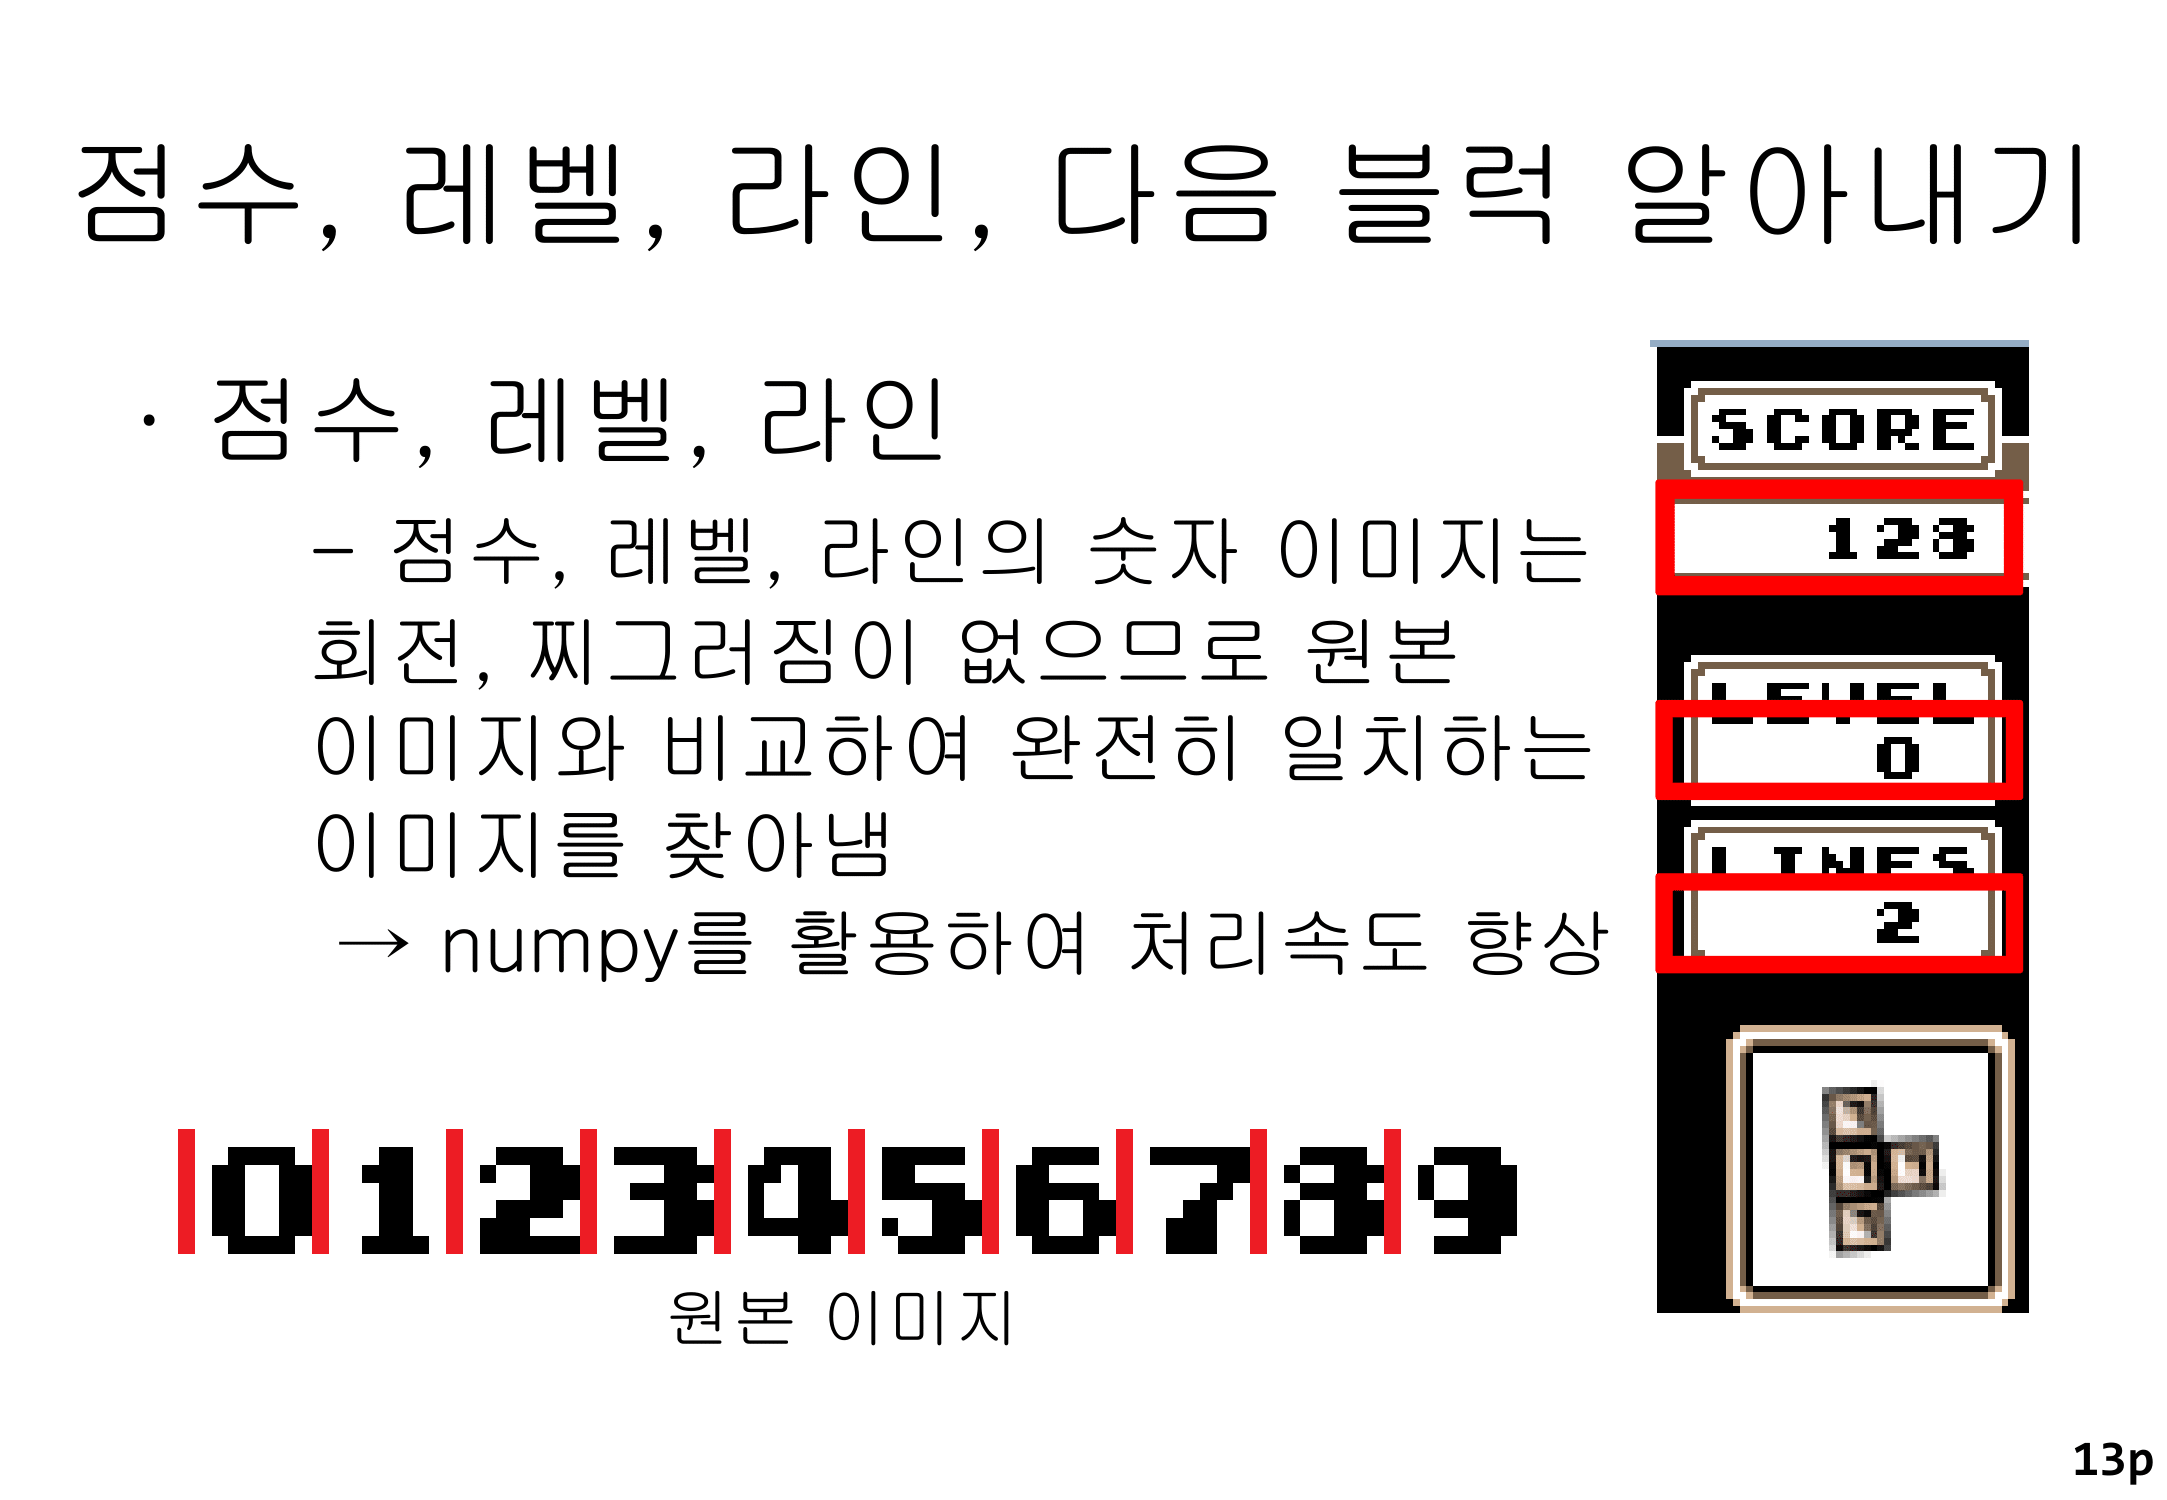 점수, 레벨, 라인, 다음 블럭 알아내기
· 점수, 레벨, 라인
- 점수, 레벨, 라인의 숫자 이미지는
회전, 찌그러짐이 없으므로 원본
이미지와 비교하여 완전히 일치하는
이미지를 찾아냄
→ numpy를 활용하여 처리속도 향상
SCORE
128
LEVEL
0
LINES
2
0 1 2 3 4 5 6 7 8 9
원본 이미지
13p